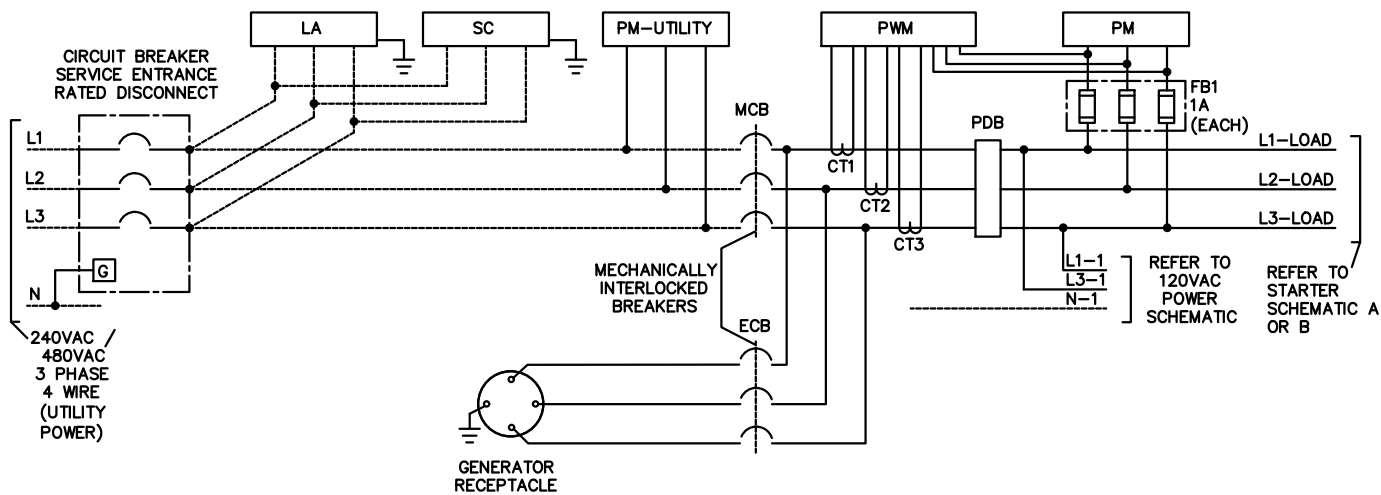 LA
SC
PM-UTILITY
PWM
PM
CIRCUIT BREAKER
SERVICE ENTRANCE
RATED DISCONNECT
FB1
1A
(EACH)
MCB
PDB
L1
L2
L3
CT1
CT2
CT3
L1-LOAD
L2-LOAD
L3-LOAD
G
N
MECHANICALLY
INTERLOCKED
BREAKERS
L1-1
L3-1
N-1
REFER TO
120VAC
POWER
SCHEMATIC
REFER TO
STARTER
SCHEMATIC A
OR B
240VAC /
480VAC
3 PHASE
4 WIRE
(UTILITY
POWER)
ECB
GENERATOR
RECEPTACLE